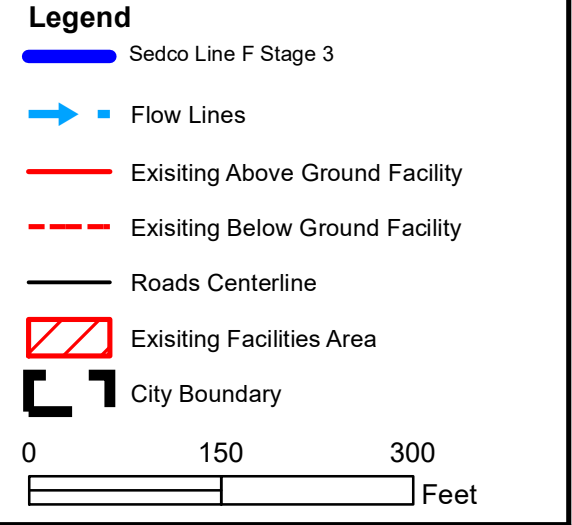 Legend
Sedco Line F Stage 3
Flow Lines
Exisiting Above Ground Facility
Exisiting Below Ground Facility
Roads Centerline
Exisiting Facilities Area
City Boundary
0 150 300
Feet